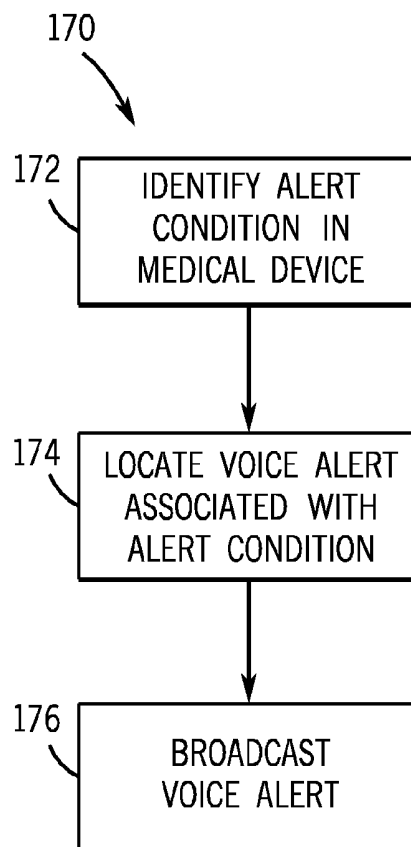 170
172
IDENTIFY ALERT
CONDITION IN
MEDICAL DEVICE
174
LOCATE VOICE ALERT
ASSOCIATED WITH
ALERT CONDITION
176
BROADCAST
VOICE ALERT